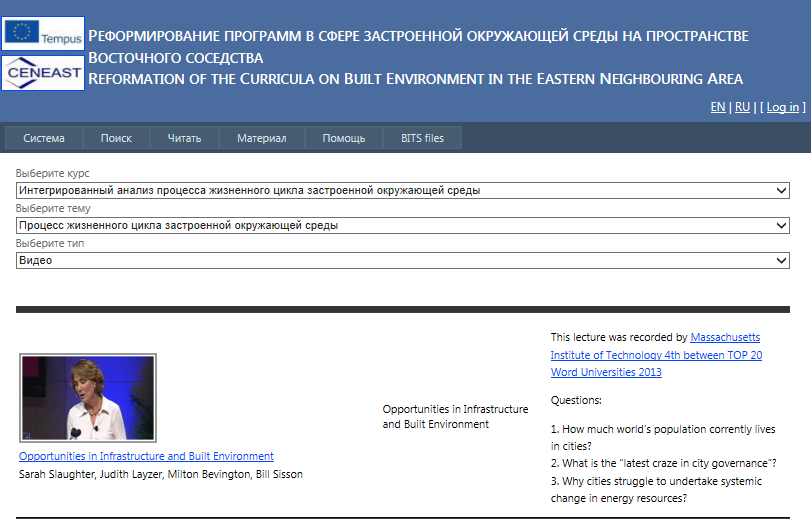 Tempus
CENEAST
Реформирование программ в сфере застроенной окружающей среды на пространстве
Восточного соседства
Reformation of the Curricula on Built Environment in the Eastern Neighbouring Area
EN | RU | [ Log in ]
Система Поиск Читать Материал Помощь BITS files
Выберите курс
Интегрированный анализ процесса жизненного цикла застроенной окружающей среды
Выберите тему
Процесс жизненного цикла застроенной окружающей среды
Выберите тип
Видео
Opportunities in Infrastructure and Built Environment
Sarah Slaughter, Judith Layzer, Milton Bevington, Bill Sisson
Opportunities in Infrastructure
and Built Environment
This lecture was recorded by Massachusetts
Institute of Technology 4th between TOP 20
Word Universities 2013
Questions:
1. How much world's population corrently lives
in cities?
2. What is the “latest craze in city governance”?
3. Why cities struggle to undertake systemic
change in energy resources?